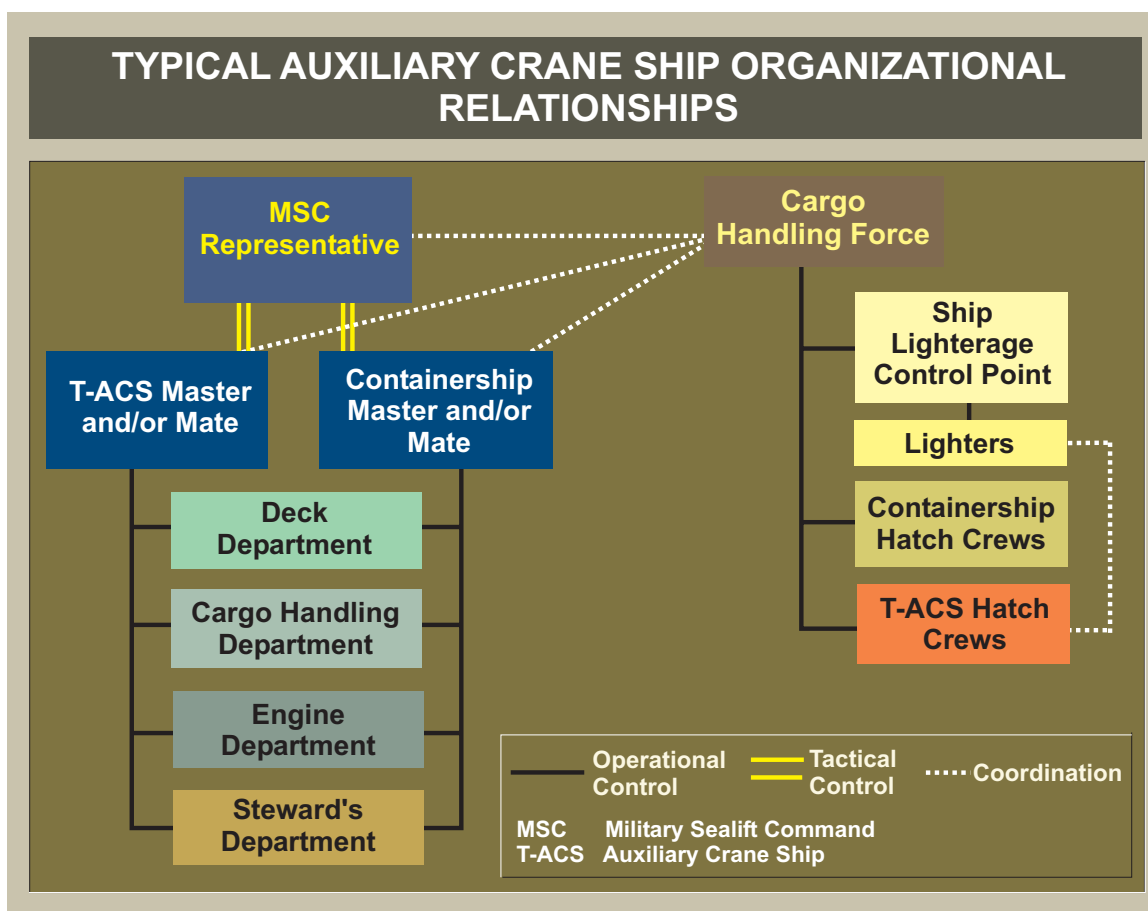 TYPICAL AUXILIARY CRANE SHIP ORGANIZATIONAL
RELATIONSHIPS
MSC
Representative
Cargo
Handling Force
T-ACS Master
and/or Mate
Containership
Master and/or
Mate
Ship
Lighterage
Control Point
Lighters
Containership
Hatch Crews
T-ACS Hatch
Crews
Deck
Department
Cargo Handling
Department
Engine
Department
Steward's
Department
Operational
Control
Tactical
Control
Coordination
MSC Military Sealift Command
T-ACS Auxiliary Crane Ship